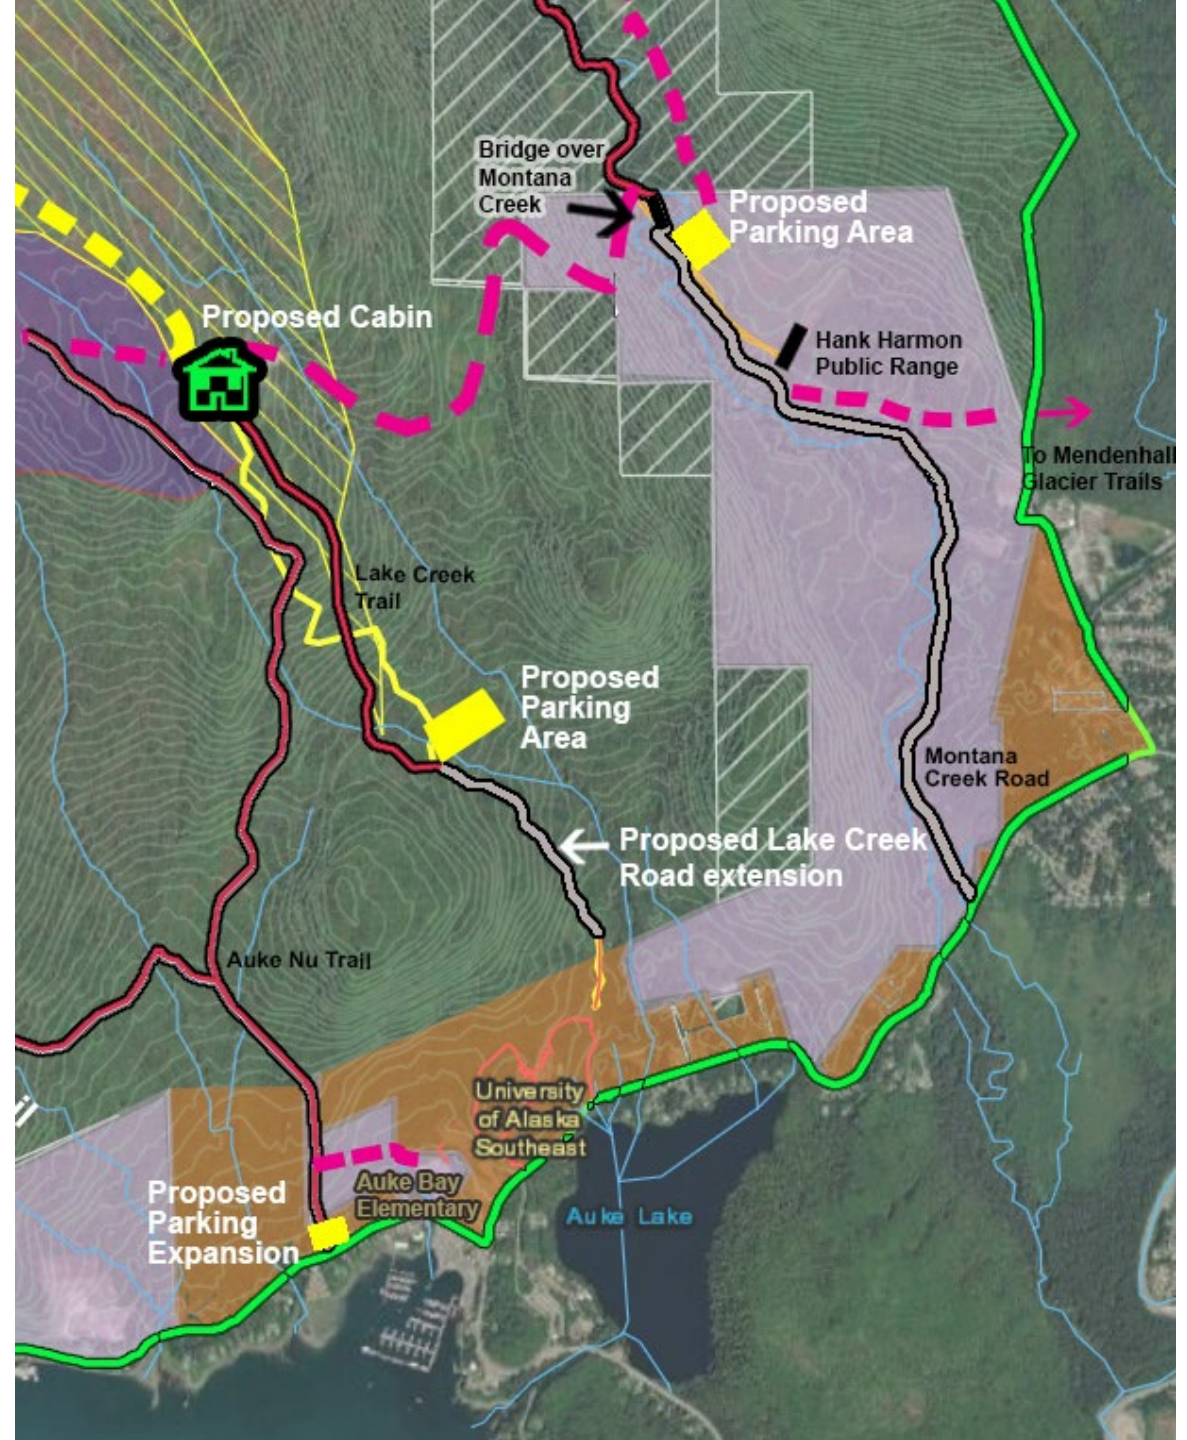 Bridge over
Montana
Creek
Proposed
Parking Area
Proposed Cabin
Hank Harmon
Public Range
To Mendenhall
Glacier Trails
Lake Creek
Trail
Proposed
Parking
Area
Montana
Creek Road
Proposed Lake Creek
Road extension
Auke Nu Trail
University
of Alaska
Southeast
Auke Bay
Elementary
Proposed
Parking
Expansion
Auke Lake